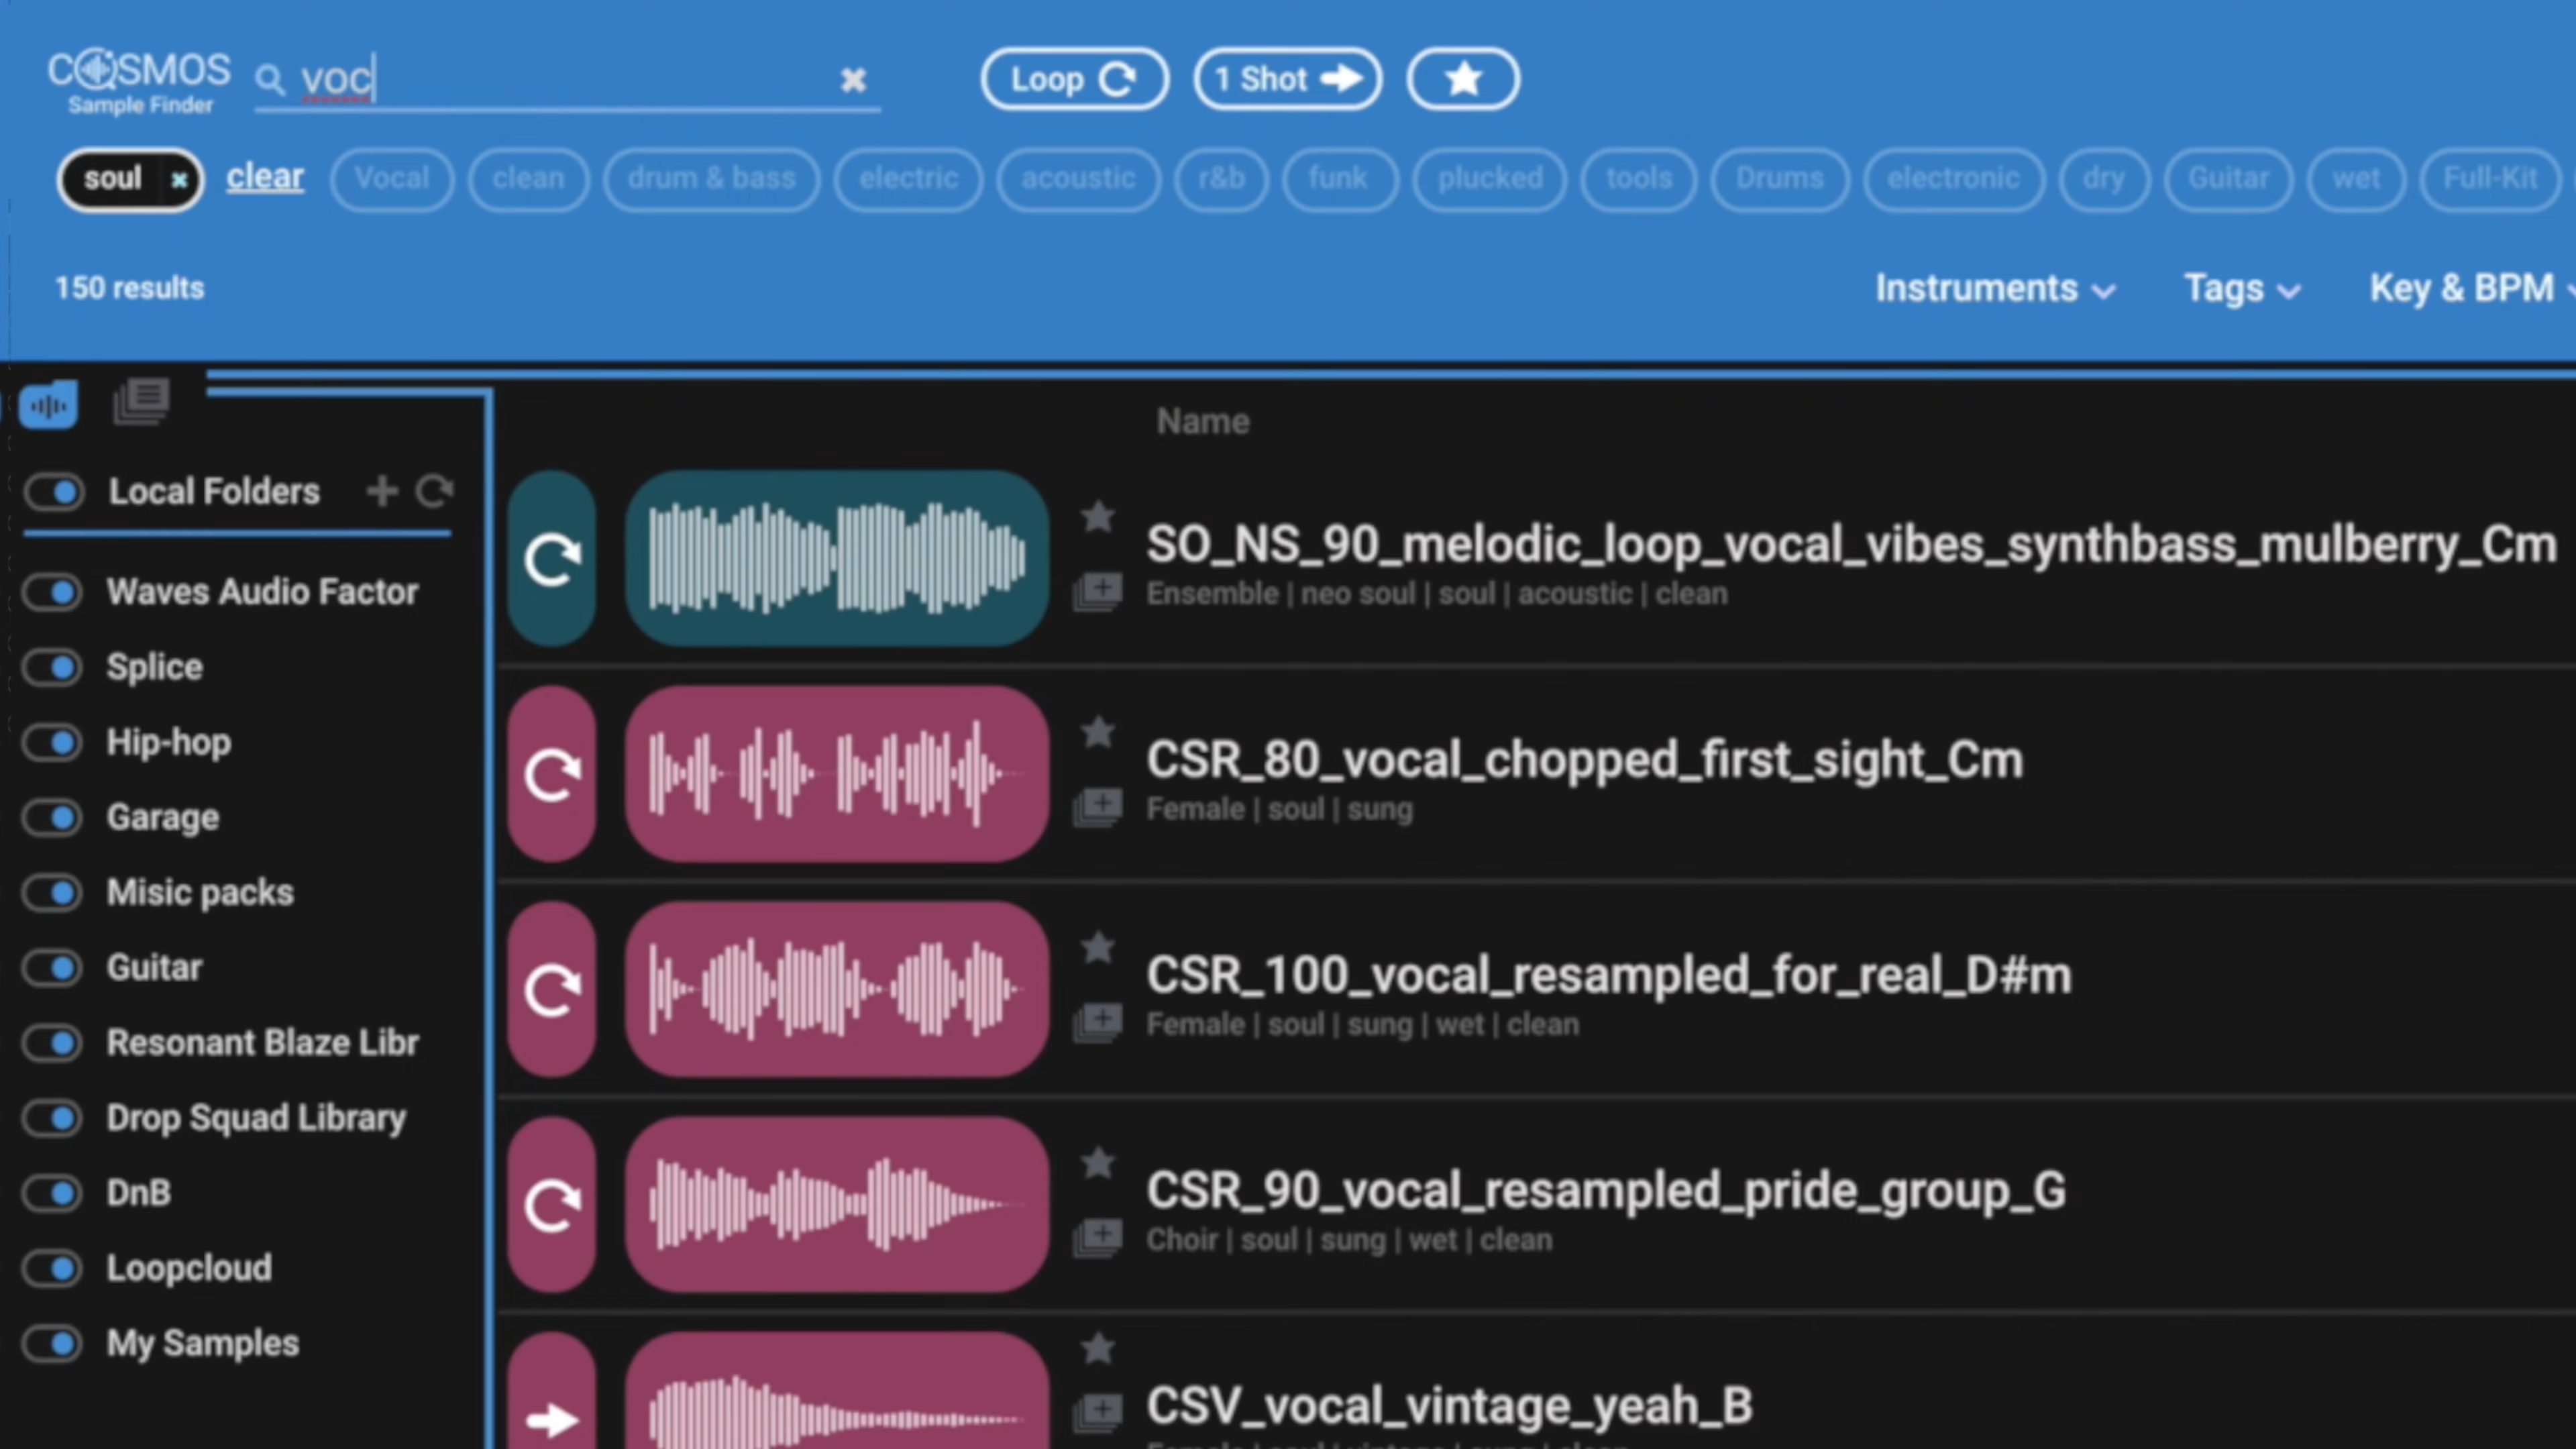 COSMOS
Sample Finder
voc
Loop
1 Shot
soul
clear
Vocal
clean
drum & bass
electric
acoustic
r&b
funk
plucked
tools
Drums
electronic
dry
Guitar
wet
Full-Kit
150 results
Instruments
Tags
Key & BPM
Local Folders
Waves Audio Factor
Splice
Hip-hop
Garage
Misic packs
Guitar
Resonant Blaze Libr
Drop Squad Library
DnB
Loopcloud
My Samples
Name
SO_NS_90_melodic_loop_vocal_vibes_synthbass_mulberry_Cm
Ensemble | neo soul | soul | acoustic | clean
CSR_80_vocal_chopped_first_sight_Cm
Female | soul | sung
CSR_100_vocal_resampled_for_real_D#m
Female | soul | sung | wet | clean
CSR_90_vocal_resampled_pride_group_G
Choir | soul | sung | wet | clean
CSV_vocal_vintage_yeah_B